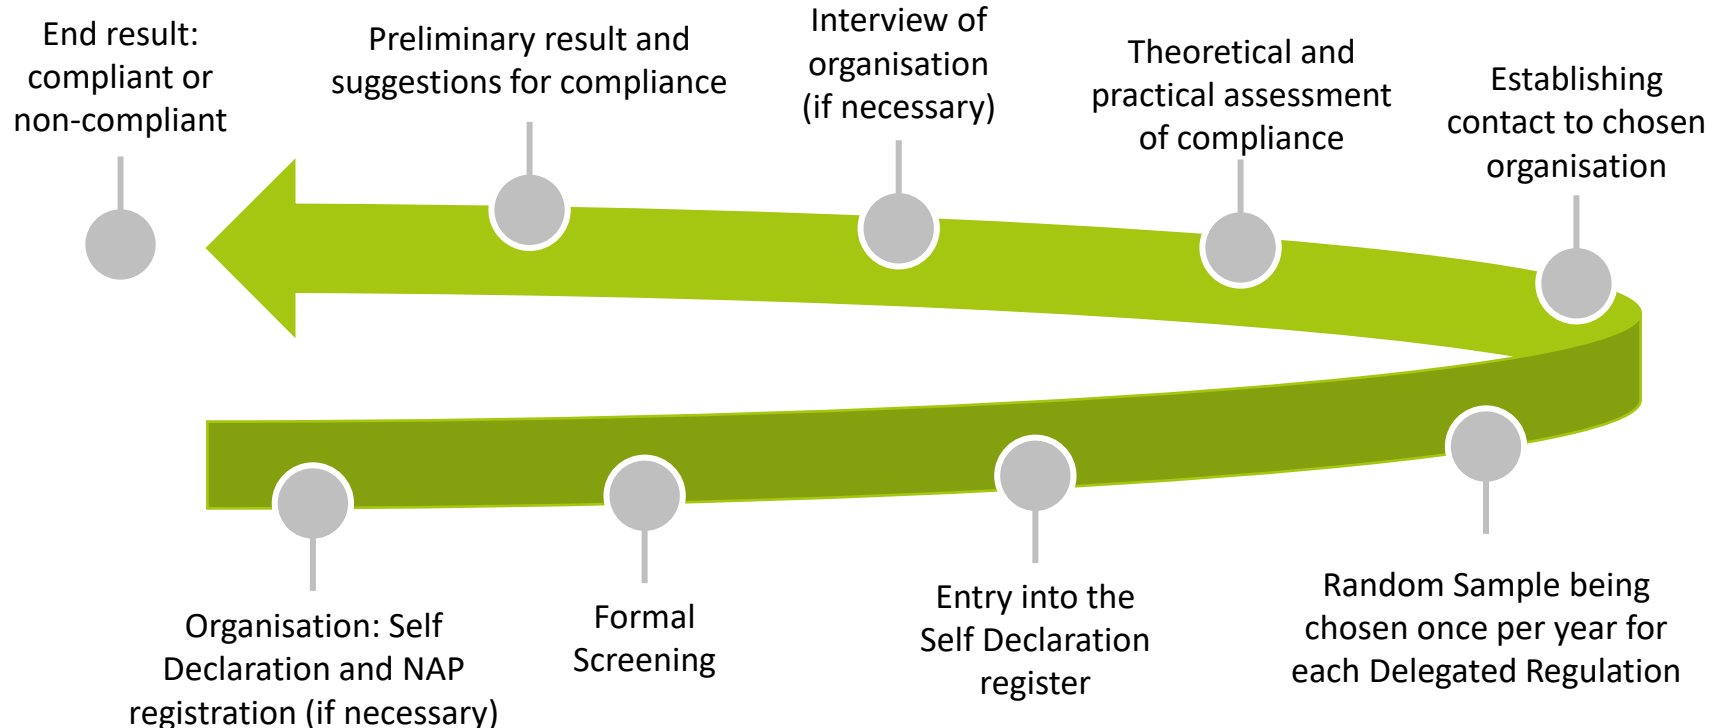 End result:
compliant or
non-compliant
Preliminary result and
suggestions for compliance
Interview of
organisation
(if necessary)
Theoretical and
practical assessment
of compliance
Establishing
contact to chosen
organisation
Organisation: Self
Declaration and NAP
registration (if necessary)
Formal
Screening
Entry into the
Self Declaration
register
Random Sample being
chosen once per year for
each Delegated Regulation